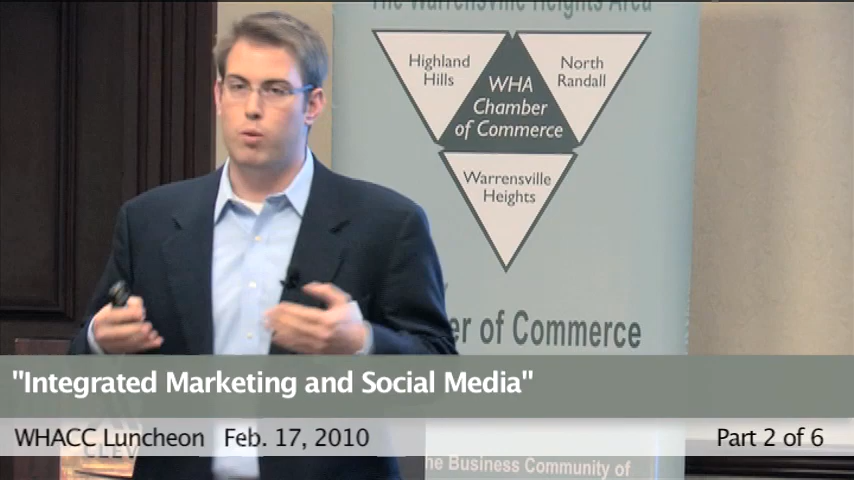 The Warrensville Heights Area
Highland
Hills
North
Randall
WHA
Chamber
of Commerce
Warrensville
Heights
er of Commerce
"Integrated Marketing and Social Media"
WHACC Luncheon Feb. 17, 2010
Part 2 of 6
CLEV
he Business Community of